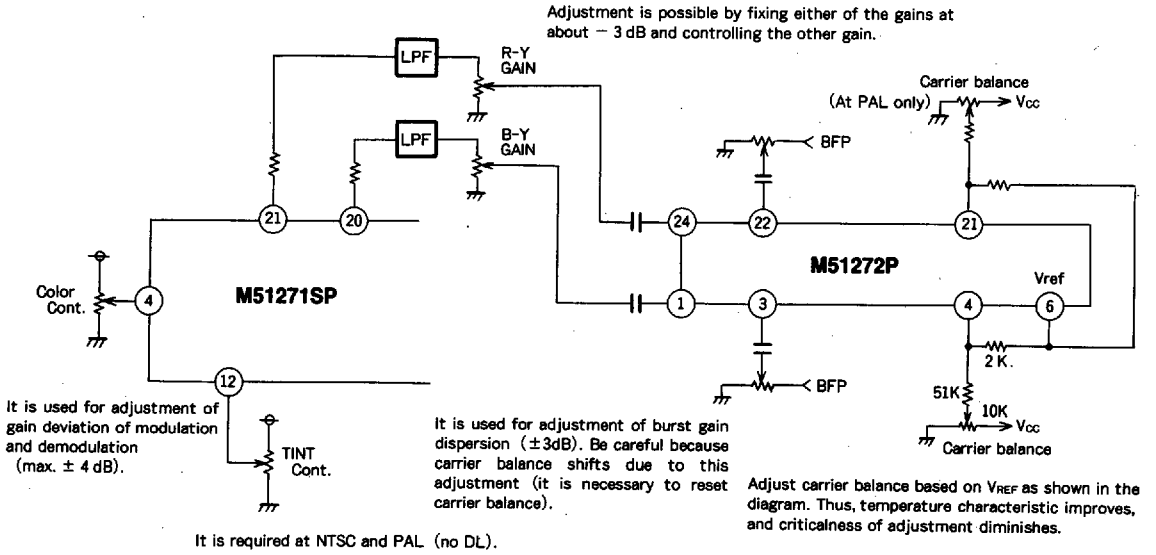 Adjustment is possible by fixing either of the gains at
about − 3 dB and controlling the other gain.
LPF
R-Y
GAIN
LPF
B-Y
GAIN
Carrier balance
(At PAL only)
Vcc
BFP
21
20
24
22
21
M51271SP
M51272P
Color
Cont.
4
Vref
1
3
4
6
2 K.
12
BFP
51K
10K
Vcc
Carrier balance
TINT
Cont.
It is used for adjustment of
gain deviation of modulation
and demodulation
(max. ± 4 dB).
It is used for adjustment of burst gain
dispersion (±3dB). Be careful because
carrier balance shifts due to this
adjustment (it is necessary to reset
carrier balance).
Adjust carrier balance based on VREF as shown in the
diagram. Thus, temperature characteristic improves,
and criticalness of adjustment diminishes.
It is required at NTSC and PAL (no DL).